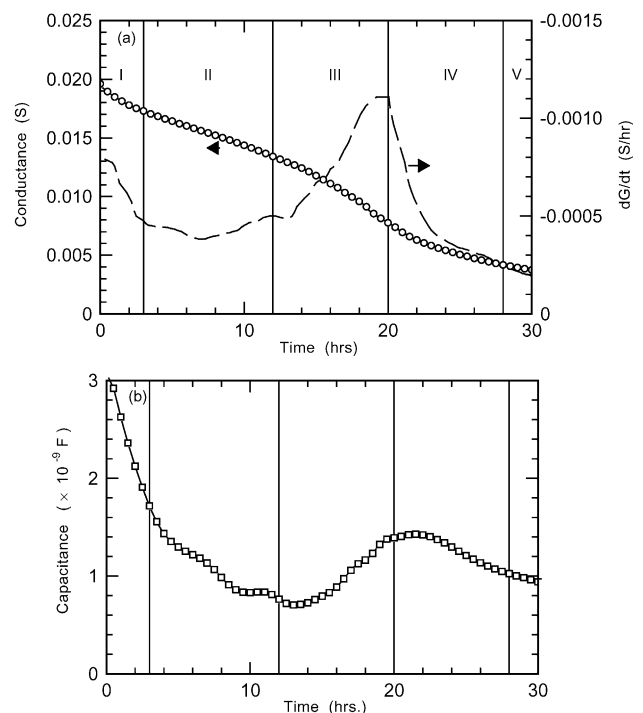 (a)
0.025
0.020
0.015
0.010
0.005
0
Conductance (S)
I II III IV V
-0.0015
-0.0010
-0.0005
0
dG/dt (S/hr)
0 10 20 30
Time (hrs)
(b)
3
2
1
0
Capacitance ( × 10 -9 F )
0 10 20 30
Time (hrs.)